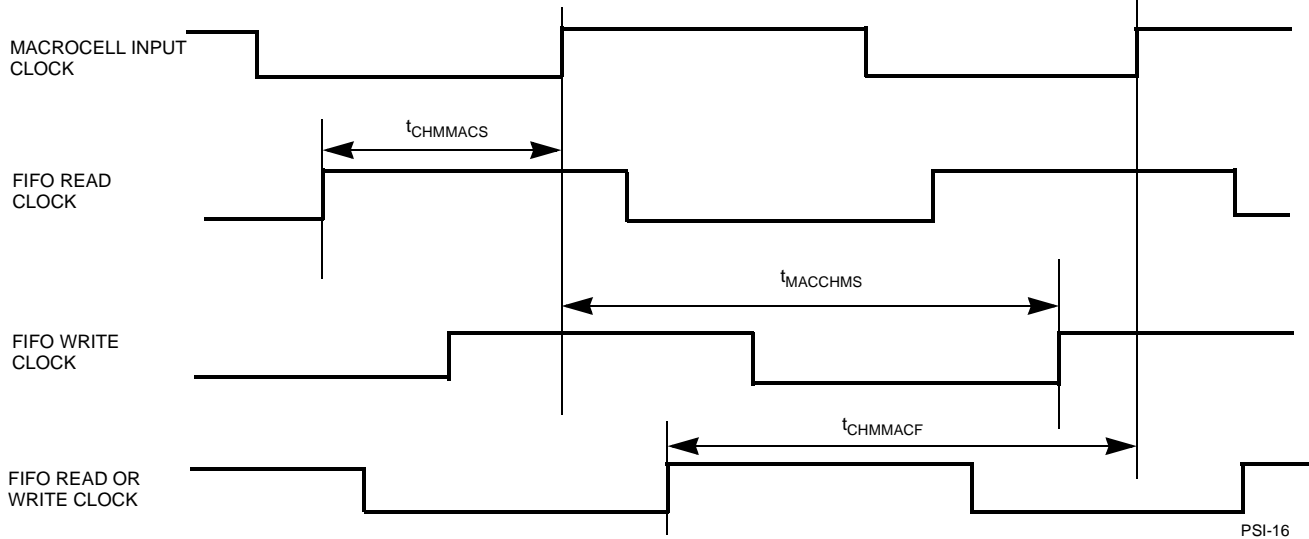 MACROCELL INPUT
CLOCK
tCHMMACS
FIFO READ
CLOCK
tMACCHMS
FIFO WRITE
CLOCK
tCHMMACF
FIFO READ OR
WRITE CLOCK
PSI-16